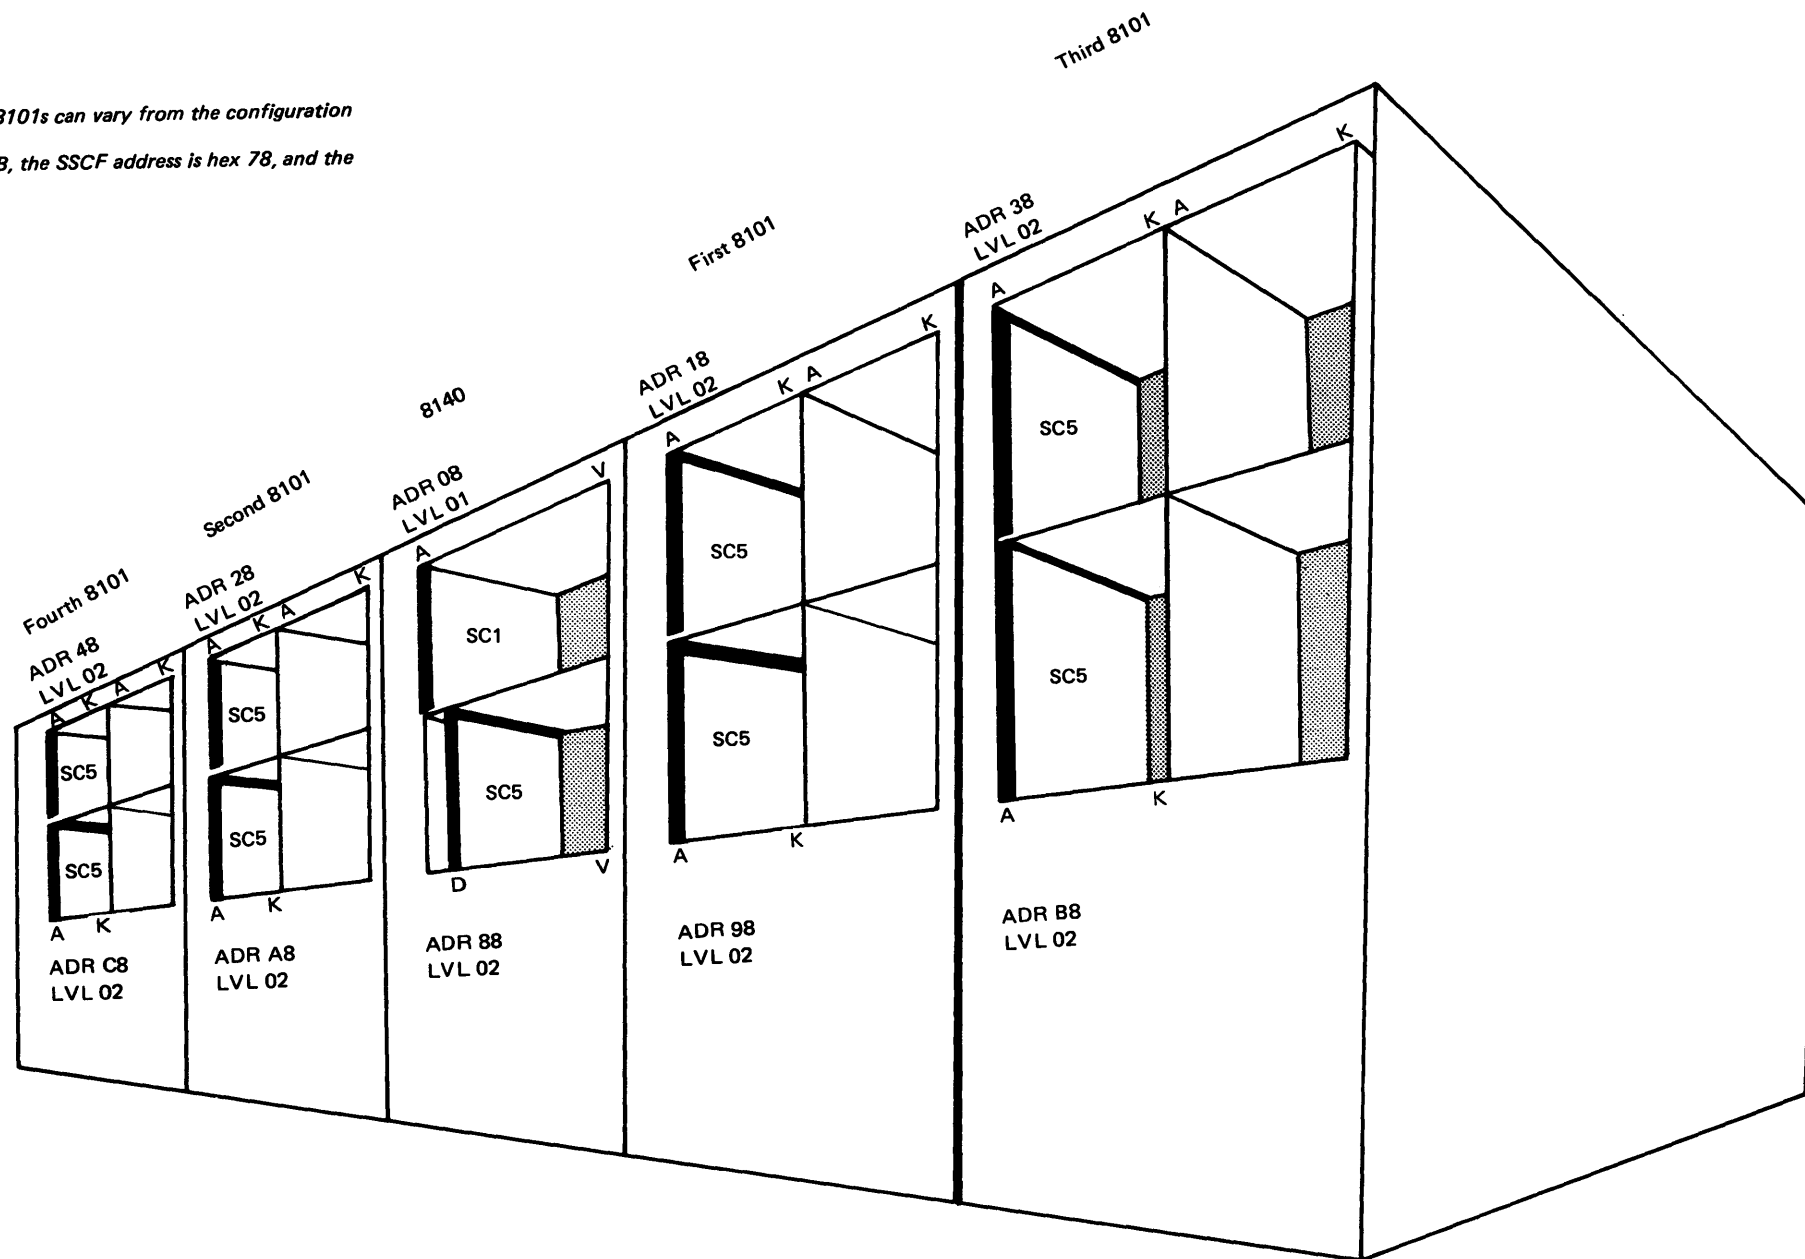 8101s can vary from the configuration
B, the SSCF address is hex 78, and the
Third 8101
First 8101
8140
Second 8101
Fourth 8101
ADR 38
LVL 02
K
K A
A
ADR 18
LVL 02
K
K A
A
ADR 08
LVL 01
V
A
ADR 28
LVL 02
K
K A
A
ADR 48
LVL 02
A K A K
SC5
SC5
SC5
SC5
SC1
SC5
SC5
SC5
SC5
SC5
A K
ADR C8
LVL 02
A K
ADR A8
LVL 02
D V
ADR 88
LVL 02
A K
ADR 98
LVL 02
A K
ADR B8
LVL 02